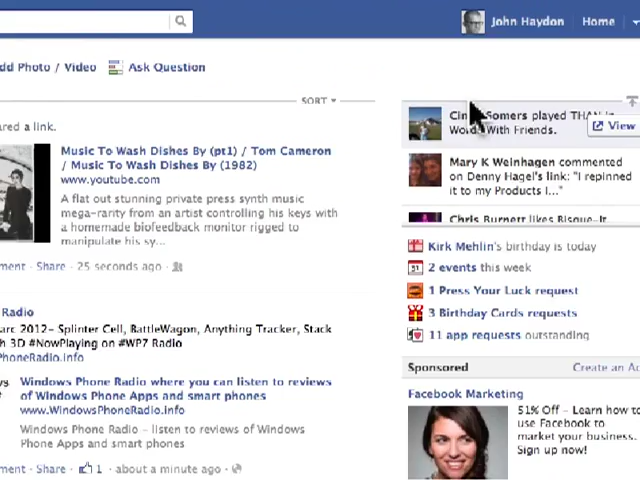 John Haydon
Home
dd Photo / Video
Ask Question
SORT
ared a link.
Music To Wash Dishes By (pt1) / Tom Cameron
/ Music To Wash Dishes By (1982)
www.youtube.com
A flat out stunning private press synth music
mega-rarity from an artist controlling his keys with
a homemade biofeedback monitor rigged to
manipulate his sy...
ment · Share · 25 seconds ago ·
Radio
arc 2012- Splinter Cell, BattleWagon, Anything Tracker, Stack
h 3D #NowPlaying on #WP7 Radio
PhoneRadio.info
Windows Phone Radio where you can listen to reviews
of Windows Phone Apps and smart phones
www.WindowsPhoneRadio.info
Windows Phone Radio - listen to reviews of Windows
Phone Apps and smart phones
ment · Share · 1 · about a minute ago ·
Somers played
With Friends.
View
Mary K Weinhagen commented
on Denny Hagel's link: "I repinned
it to my Products I..."
Chris Burnett likes Bisque-It
Kirk Mehlin's birthday is today
2 events this week
1 Press Your Luck request
3 Birthday Cards requests
11 app requests outstanding
Sponsored
Create an Ad
Facebook Marketing
51% Off - Learn how to
use Facebook to
market your business.
Sign up now!